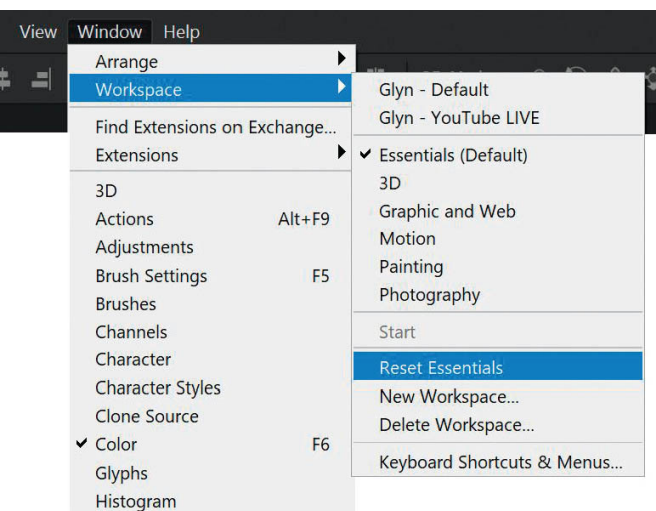 View Window Help
Arrange
Workspace
Find Extensions on Exchange...
Extensions
3D
Actions Alt+F9
Adjustments
Brush Settings F5
Brushes
Channels
Character
Character Styles
Clone Source
Color F6
Glyphs
Histogram
Glyn - Default
Glyn - YouTube LIVE
Essentials (Default)
3D
Graphic and Web
Motion
Painting
Photography
Start
Reset Essentials
New Workspace...
Delete Workspace...
Keyboard Shortcuts & Menus...